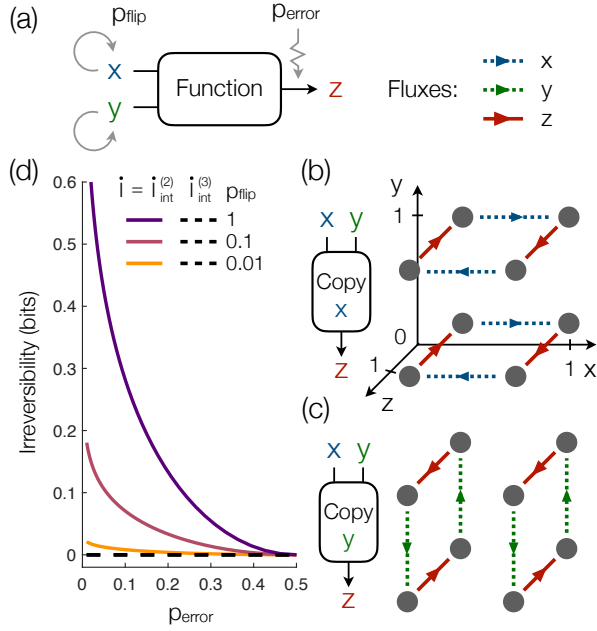 (a)
p_flip
p_error
x
y
Function
z
Fluxes:
x
y
z
(d)
i = i_int^(2) i_int^(3) p_flip
1
0.1
0.01
0.6
0.5
0.4
0.3
0.2
0.1
0
Irreversibility (bits)
0 0.1 0.2 0.3 0.4 0.5
p_error
(b)
x y
Copy
x
z
y
1
0
1
z
1
x
(c)
x y
Copy
y
z